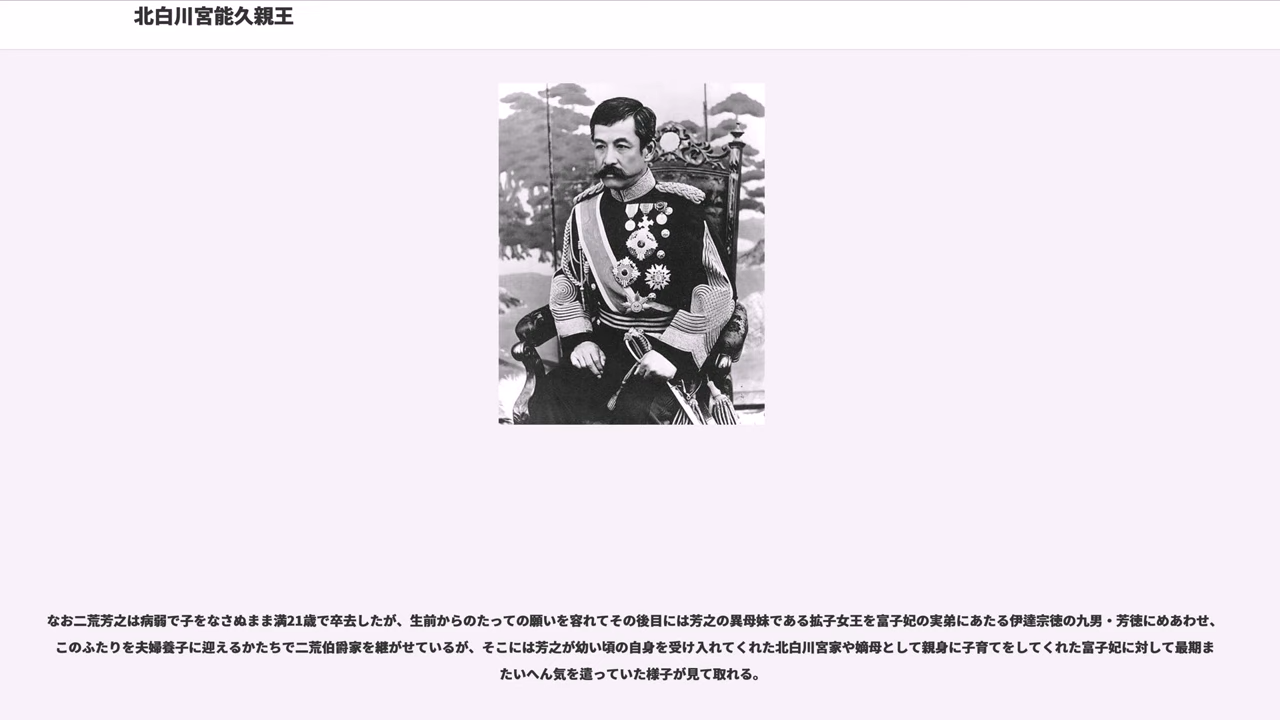 北白川宮能久親王
なお二荒芳之は病弱で子をなさぬまま満21歳で卒去したが、生前からのたっての願いを容れてその後目には芳之の異母妹である拡子女王を富子妃の実弟にあたる伊達宗徳の九男・芳徳にめあわせ、
このふたりを夫婦養子に迎えるかたちで二荒伯爵家を継がせているが、そこには芳之が幼い頃の自身を受け入れてくれた北白川宮家や嫡母として親身に子育てをしてくれた富子妃に対して最期ま
たいへん気を遣っていた様子が見て取れる。